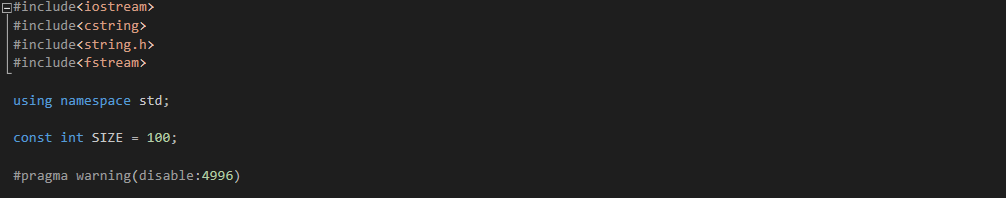 #include<iostream>
#include<cstring>
#include<string.h>
#include<fstream>
using namespace std;
const int SIZE = 100;
#pragma warning(disable:4996)